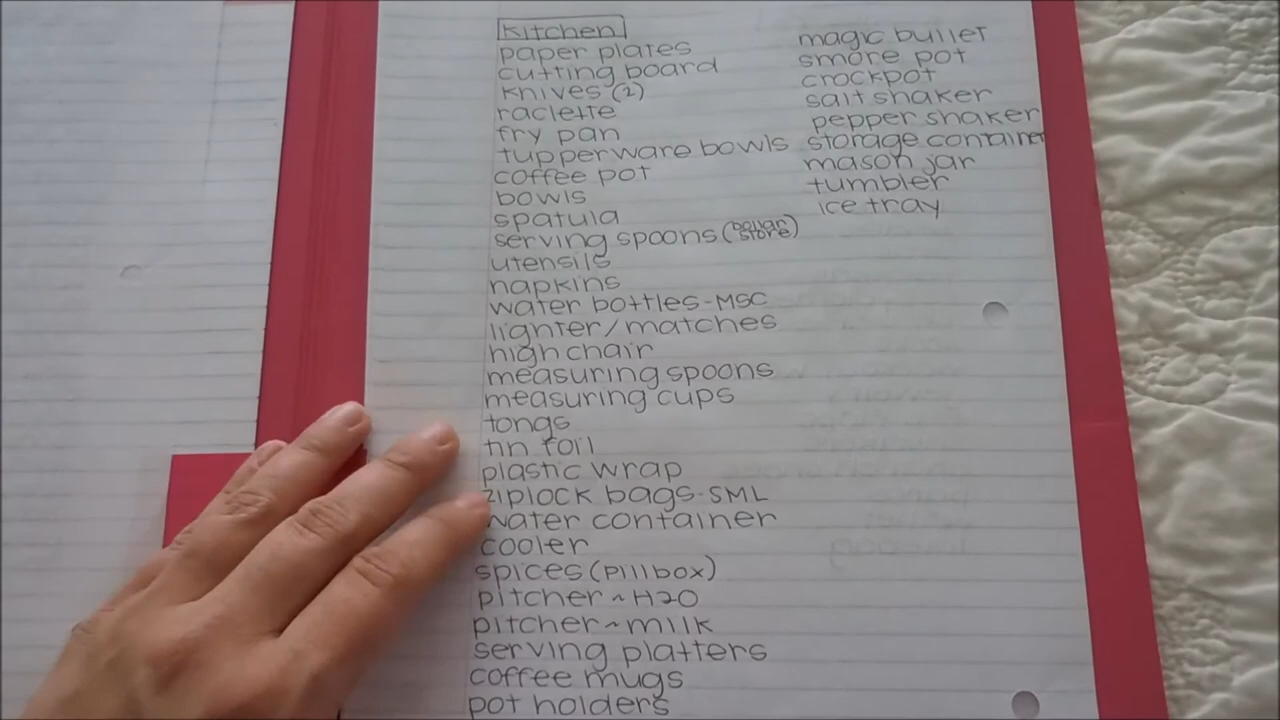 kitchen
paper plates
cutting board
knives (2)
raclette
fry pan
tupperware bowls
coffee pot
bowls
spatula
serving spoons (dollar store)
utensils
napkins
water bottles-MSC
lighter/matches
high chair
measuring spoons
measuring cups
tongs
tin foil
plastic wrap
ziplock bags-SML
water container
cooler
spices (pillbox)
pitcher ~ H2O
pitcher ~ milk
serving platters
coffee mugs
pot holders
magic bullet
smore pot
crockpot
salt shaker
pepper shaker
storage container
mason jar
tumbler
ice tray